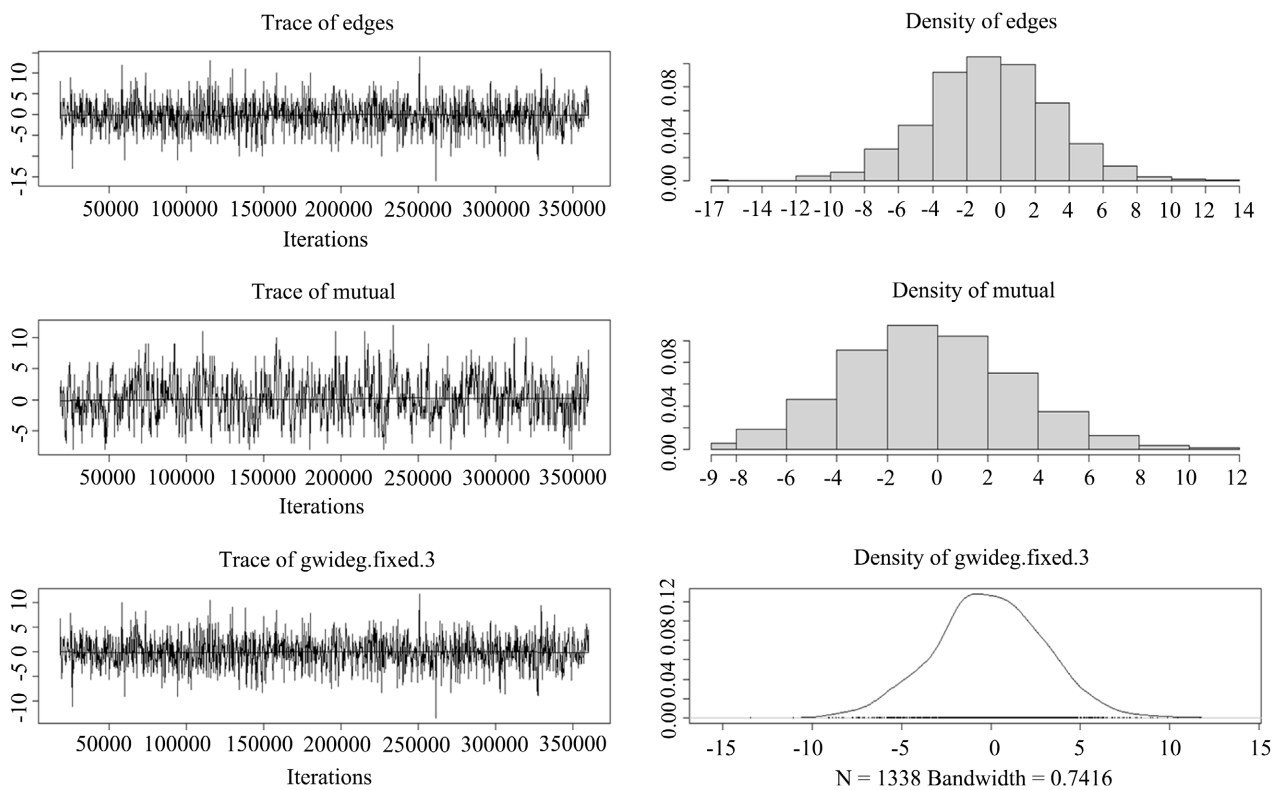 Trace of edges
-15 -5 0 5 10
50000 100000 150000 200000 250000 300000 350000
Iterations
Density of edges
0.00 0.04 0.08
-17 -14 -12 -10 -8 -6 -4 -2 0 2 4 6 8 10 12 14
Trace of mutual
-5 0 5 10
50000 100000 150000 200000 250000 300000 350000
Iterations
Density of mutual
0.00 0.04 0.08
-9 -8 -6 -4 -2 0 2 4 6 8 10 12
Trace of gwideg.fixed.3
-10 -5 0 5 10
50000 100000 150000 200000 250000 300000 350000
Iterations
Density of gwideg.fixed.3
0.00 0.04 0.08 0.12
-15 -10 -5 0 5 10 15
N = 1338 Bandwidth = 0.7416